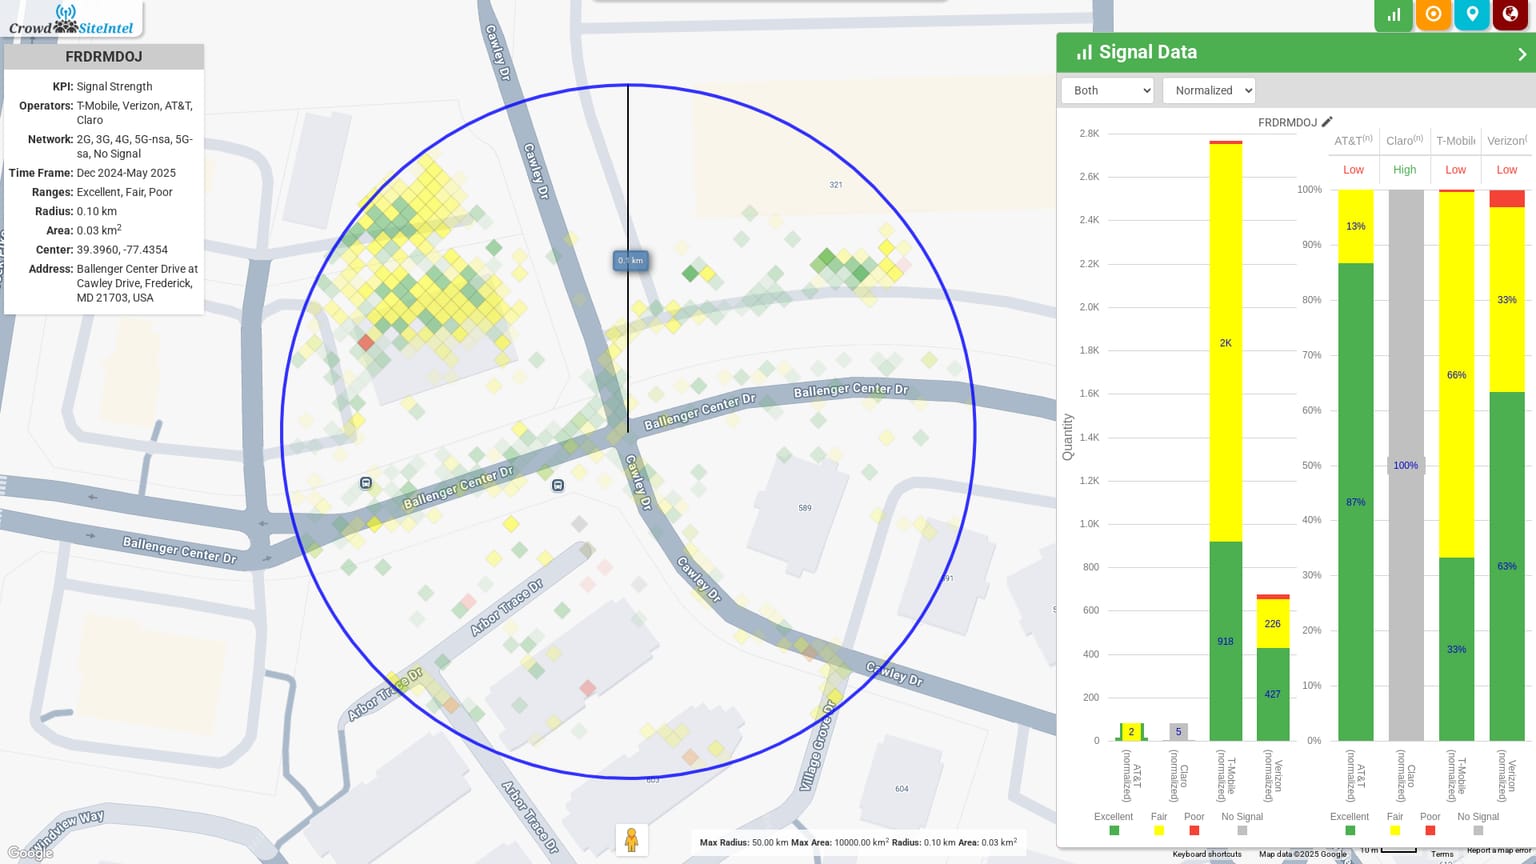 Crowd SiteIntel
FRDRMDOJ
KPI: Signal Strength
Operators: T-Mobile, Verizon, AT&T,
Claro
Network: 2G, 3G, 4G, 5G-nsa, 5G-
sa, No Signal
Time Frame: Dec 2024-May 2025
Ranges: Excellent, Fair, Poor
Radius: 0.10 km
Area: 0.03 km2
Center: 39.3960, -77.4354
Address: Ballenger Center Drive at
Cawley Drive, Frederick,
MD 21703, USA
Cawley Dr
Cawley Dr
321
Ballenger Center Dr
Ballenger Center Dr
Ballenger Center Dr
Cawley Dr
589
Ballenger Center Dr
Cawley Dr
Arbor Trace Dr
Cawley Dr
Arbor Trace Dr
Village Grove Dr
603
604
Arbor Trace Dr
Windview Way
Google
Max Radius: 50.00 km Max Area: 10000.00 km2 Radius: 0.10 km Area: 0.03 km2
Signal Data
Both
Normalized
FRDRMDOJ
Quantity
2.8K
2.6K
2.4K
2.2K
2.0K
1.8K
1.6K
1.4K
1.2K
1.0K
800
600
400
200
0
2
5
2K
918
226
427
AT&T (normalized)
Claro (normalized)
T-Mobile (normalized)
Verizon (normalized)
Excellent Fair Poor No Signal
AT&T(n) Claro(n) T-Mobile Verizon(
Low High Low Low
100%
90%
80%
70%
60%
50%
40%
30%
20%
10%
0%
13%
87%
100%
66%
33%
33%
63%
AT&T (normalized)
Claro (normalized)
T-Mobile (normalized)
Verizon (normalized)
Excellent Fair Poor No Signal
Keyboard shortcuts Map data ©2025 Google 10 m Terms Report a map error